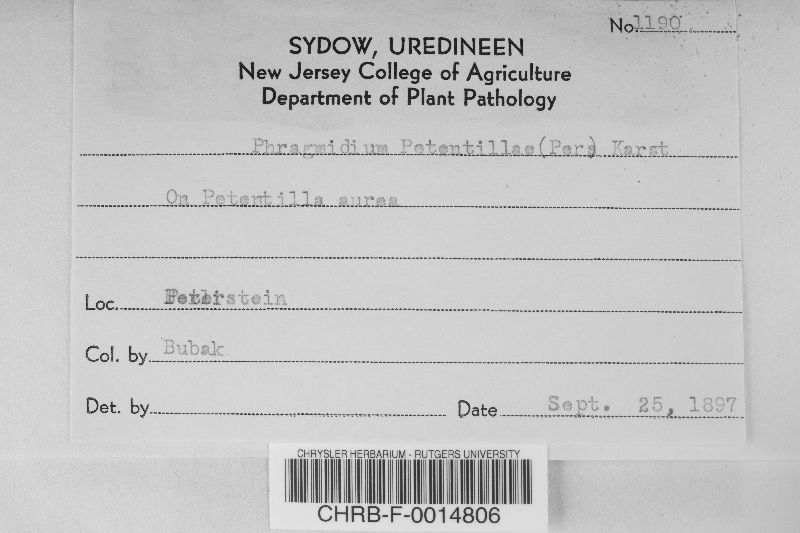 No. 1190
SYDOW, UREDINEEN
New Jersey College of Agriculture
Department of Plant Pathology
Phragmidium Potentillae (Pers) Karst
On Potentilla aurea
Loc. Peterstein
Col. by Bubak
Det. by
Date Sept. 25, 1897
CHRYSLER HERBARIUM - RUTGERS UNIVERSITY
CHRB-F-0014806